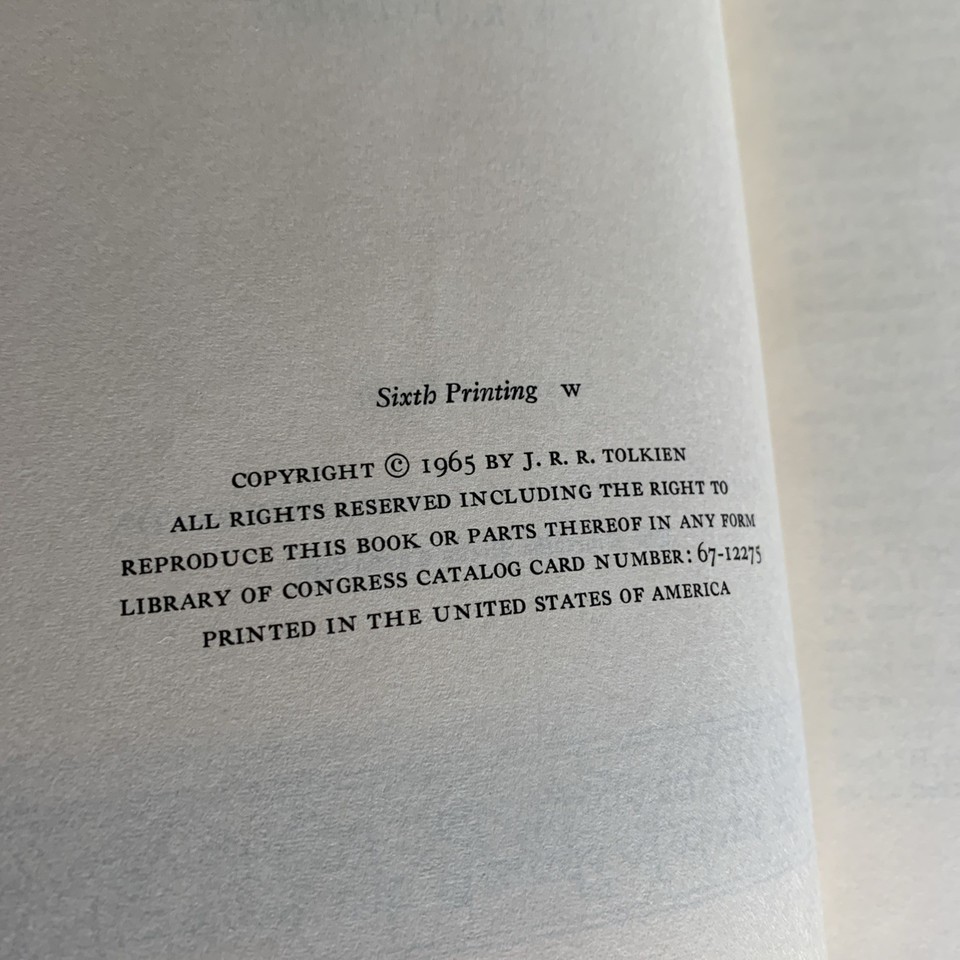 Sixth Printing W
COPYRIGHT © 1965 BY J. R. R. TOLKIEN
ALL RIGHTS RESERVED INCLUDING THE RIGHT TO
REPRODUCE THIS BOOK OR PARTS THEREOF IN ANY FORM
LIBRARY OF CONGRESS CATALOG CARD NUMBER: 67-12275
PRINTED IN THE UNITED STATES OF AMERICA